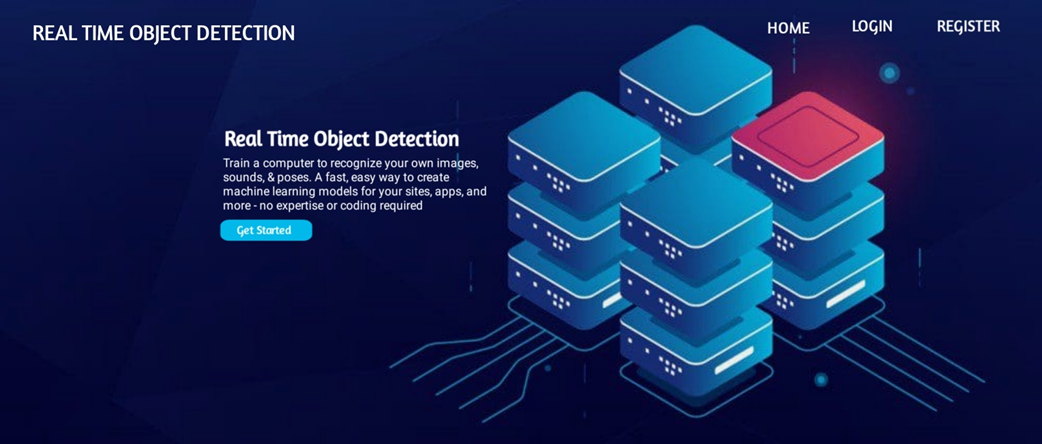 REAL TIME OBJECT DETECTION
HOME
LOGIN
REGISTER
Real Time Object Detection
Train a computer to recognize your own images,
sounds, & poses. A fast, easy way to create
machine learning models for your sites, apps, and
more - no expertise or coding required
Get Started